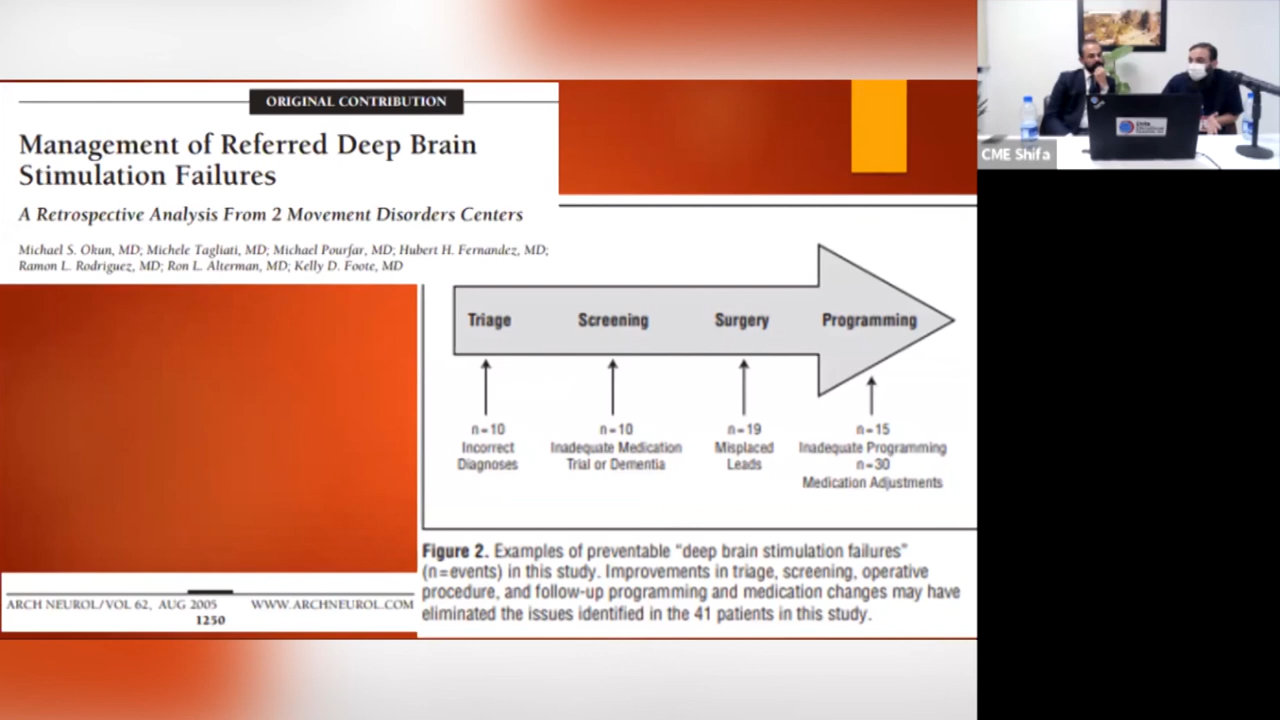 ORIGINAL CONTRIBUTION
Management of Referred Deep Brain
Stimulation Failures
A Retrospective Analysis From 2 Movement Disorders Centers
Michael S. Okun, MD; Michele Tagliati, MD; Michael Pourfar, MD; Hubert H. Fernandez, MD;
Ramon L. Rodriguez, MD; Ron L. Alterman, MD; Kelly D. Foote, MD
Triage
Screening
Surgery
Programming
n=10
Incorrect
Diagnoses
n=10
Inadequate Medication
Trial or Dementia
n=19
Misplaced
Leads
n=15
Inadequate Programming
n=30
Medication Adjustments
Figure 2. Examples of preventable “deep brain stimulation failures”
(n=events) in this study. Improvements in triage, screening, operative
procedure, and follow-up programming and medication changes may have
eliminated the issues identified in the 41 patients in this study.
ARCH NEUROL/VOL 62, AUG 2005 WWW.ARCHNEUROL.COM
1250
CME Shifa